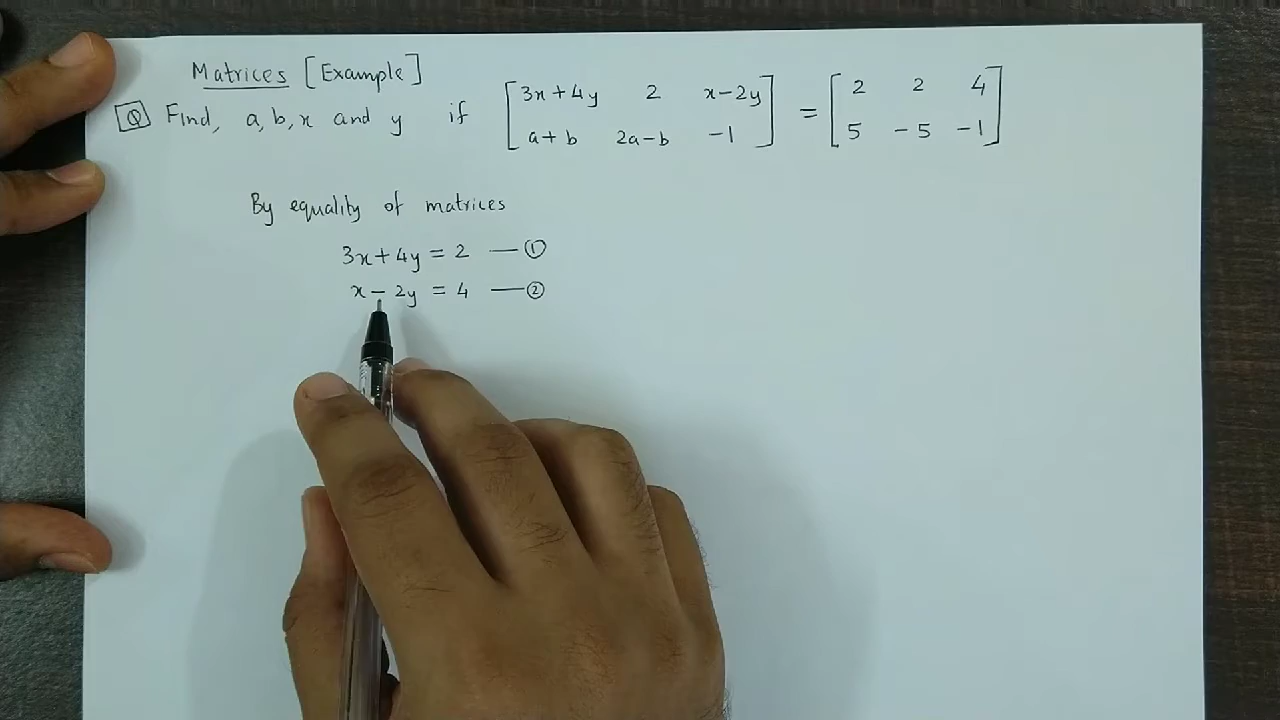 Matrices [Example]
Q Find, a, b, x and y if [3x+4y 2 x-2y a+b 2a-b -1] = [2 2 4 5 -5 -1]
By equality of matrices
3x+4y = 2 — ①
x - 2y = 4 — ②